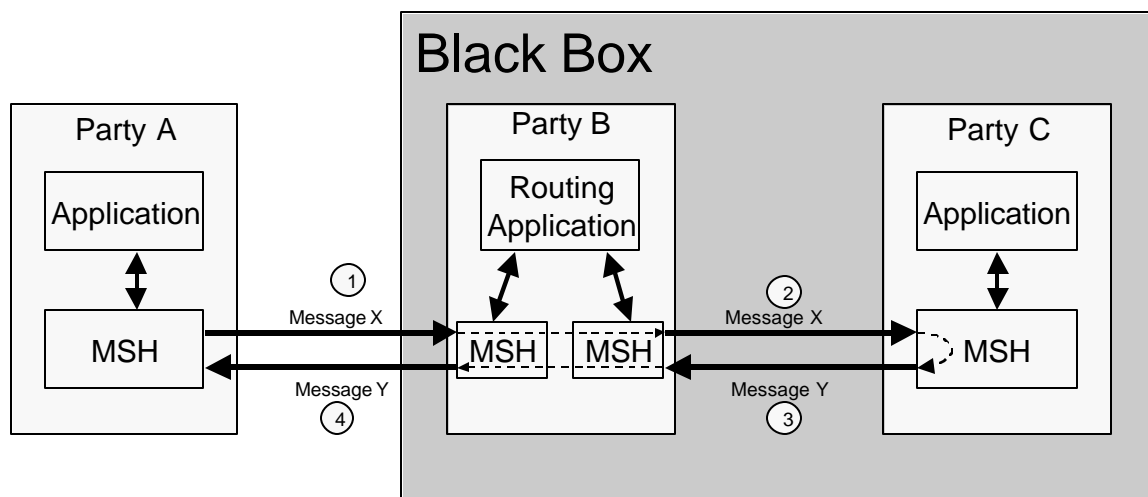 Black Box
Party A
Application
MSH
1
Message X
Message Y
4
Party B
Routing
Application
MSH
MSH
2
Message X
Message Y
3
Party C
Application
MSH